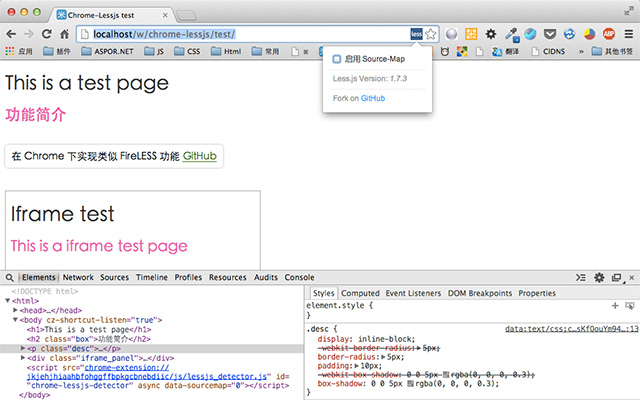 Chrome-Lessjs test
localhost/w/chrome-lessjs/test/
less
应用 插件 ASPOR.NET JS CSS Html 常用 翻译 CIDNS » 其他书签
启用 Source-Map
Less.js Version: 1.7.3
Fork on GitHub
This is a test page
功能简介
在 Chrome 下实现类似 FireLESS 功能 GitHub
Iframe test
This is a iframe test page
Elements Network Sources Timeline Profiles Resources Audits Console
<!DOCTYPE html>
<html>
<head>…</head>
<body cz-shortcut-listen="true">
<h1>This is a test page</h1>
<h2 class="box">功能简介</h2>
<p class="desc">…</p>
<div class="iframe_panel">…</div>
<script src="chrome-extension://
jkjehjhiaahbfohggffbpkgcbnebdiic/js/lessjs_detector.js" id=
"chrome-lessjs-detector" async data-sourcemap="0"></script>
</body>
Styles Computed Event Listeners DOM Breakpoints Properties
element.style {
}
.desc { data:text/css;c…sKfQouYm94…:13
display: inline-block;
-webkit-border-radius: 5px;
border-radius: 5px;
padding: 10px;
-webkit-box-shadow: 0 0 5px rgba(0, 0, 0, 0.3);
box-shadow: 0 0 5px rgba(0, 0, 0, 0.3);